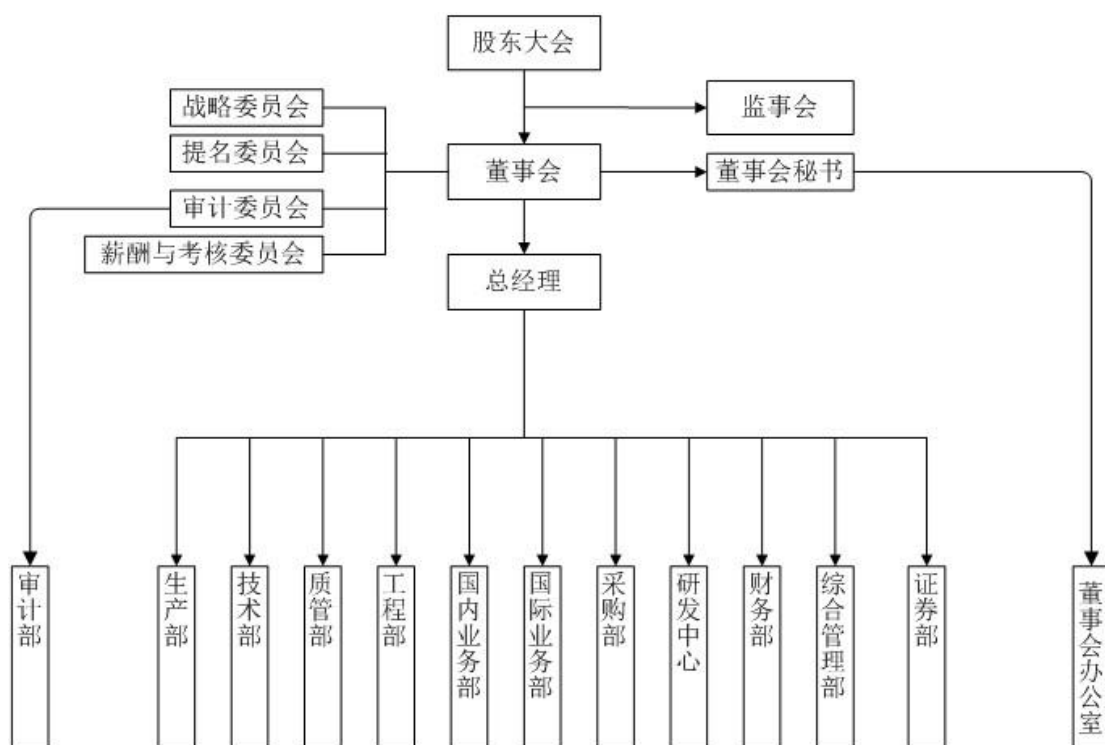 股东大会
战略委员会
监事会
提名委员会
董事会
董事会秘书
审计委员会
薪酬与考核委员会
总经理
审计部
生产部
技术部
质管部
工程部
国内业务部
国际业务部
采购部
研发中心
财务部
综合管理部
证券部
董事会办公室